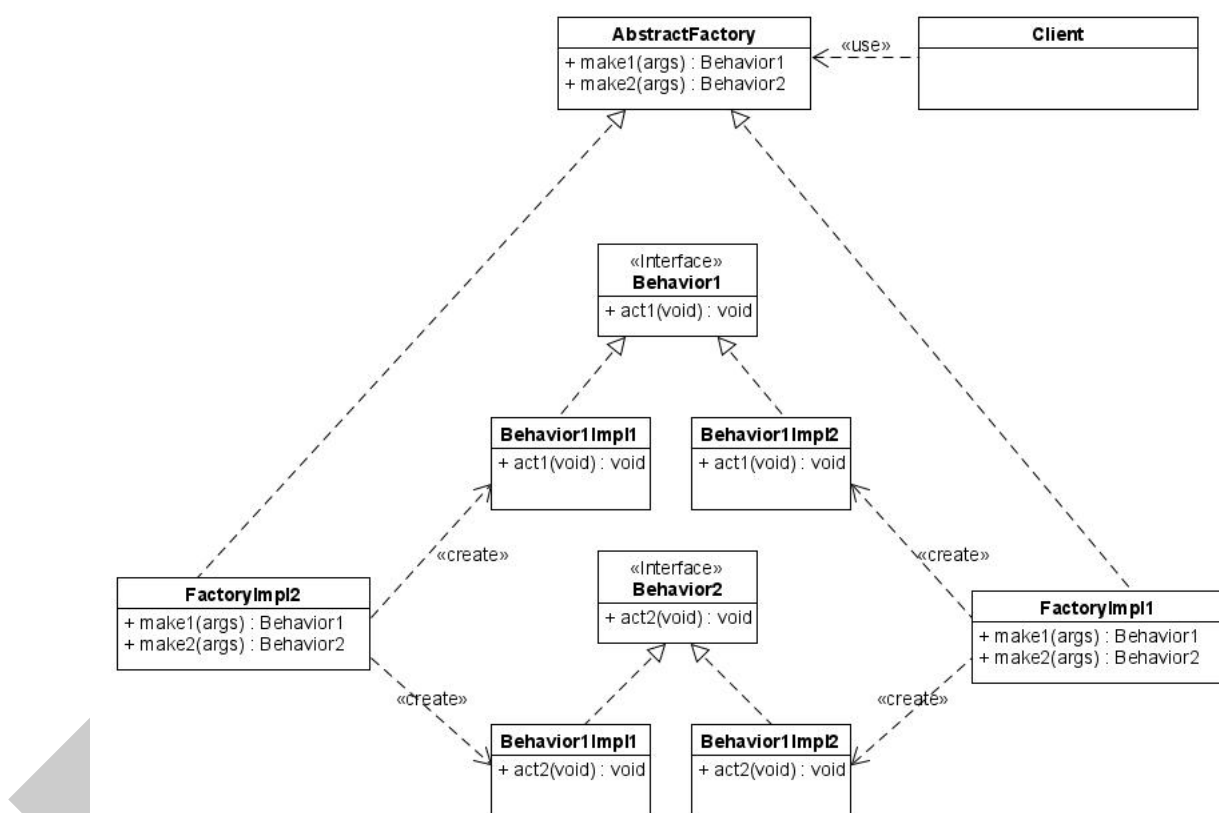 AbstractFactory
+ make1(args) : Behavior1
+ make2(args) : Behavior2
«use»
Client
«Interface»
Behavior1
+ act1(void) : void
Behavior1Impl1
+ act1(void) : void
Behavior1Impl2
+ act1(void) : void
«create»
«create»
FactoryImpl2
+ make1(args) : Behavior1
+ make2(args) : Behavior2
«Interface»
Behavior2
+ act2(void) : void
FactoryImpl1
+ make1(args) : Behavior1
+ make2(args) : Behavior2
«create»
«create»
Behavior1Impl1
+ act2(void) : void
Behavior1Impl2
+ act2(void) : void